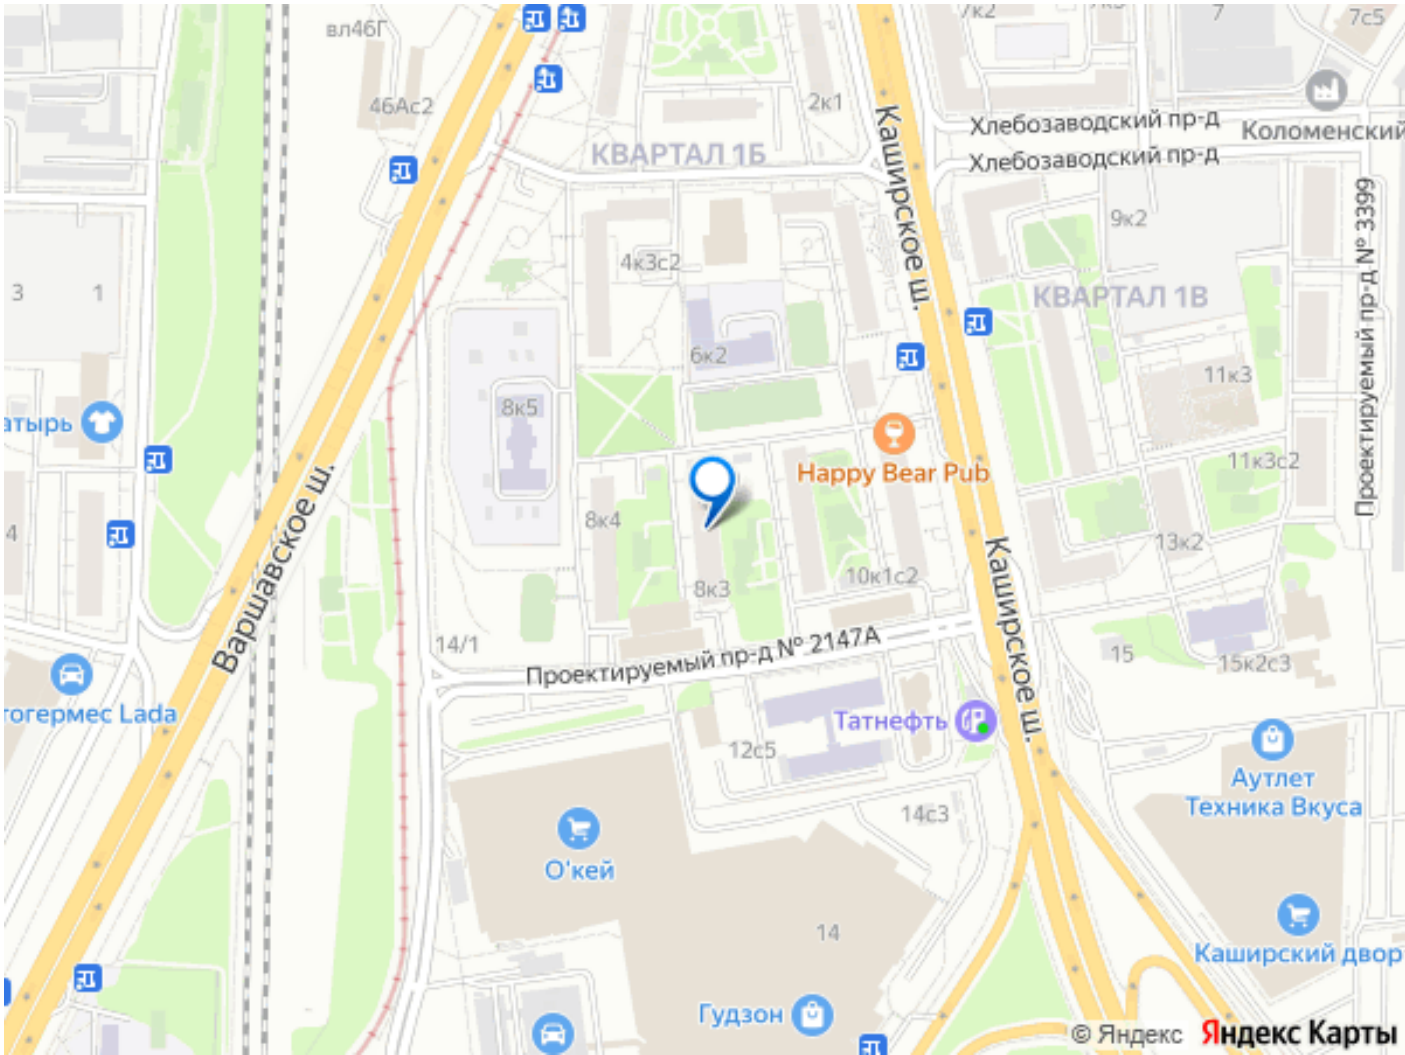 вл46Г
7к2
7
7с5
46Ас2
2к1
Хлебозаводский пр-д
Коломенский
КВАРТАЛ 1Б
Хлебозаводский пр-д
Каширское ш.
Проектируемый пр-д № 3399
9к2
4к3с2
3
1
КВАРТАЛ 1В
6к2
11к3
8к5
атырь
Happy Bear Pub
11к3с2
Варшавское ш.
8к4
4
13к2
Каширское ш.
10к1с2
8к3
14/1
Проектируемый пр-д № 2147А
15
15к2с3
тогермес Lada
Татнефть
12с5
Аутлет
Техника Вкуса
14с3
О'кей
14
Каширский двор
Гудзон
© Яндекс Яндекс Карты